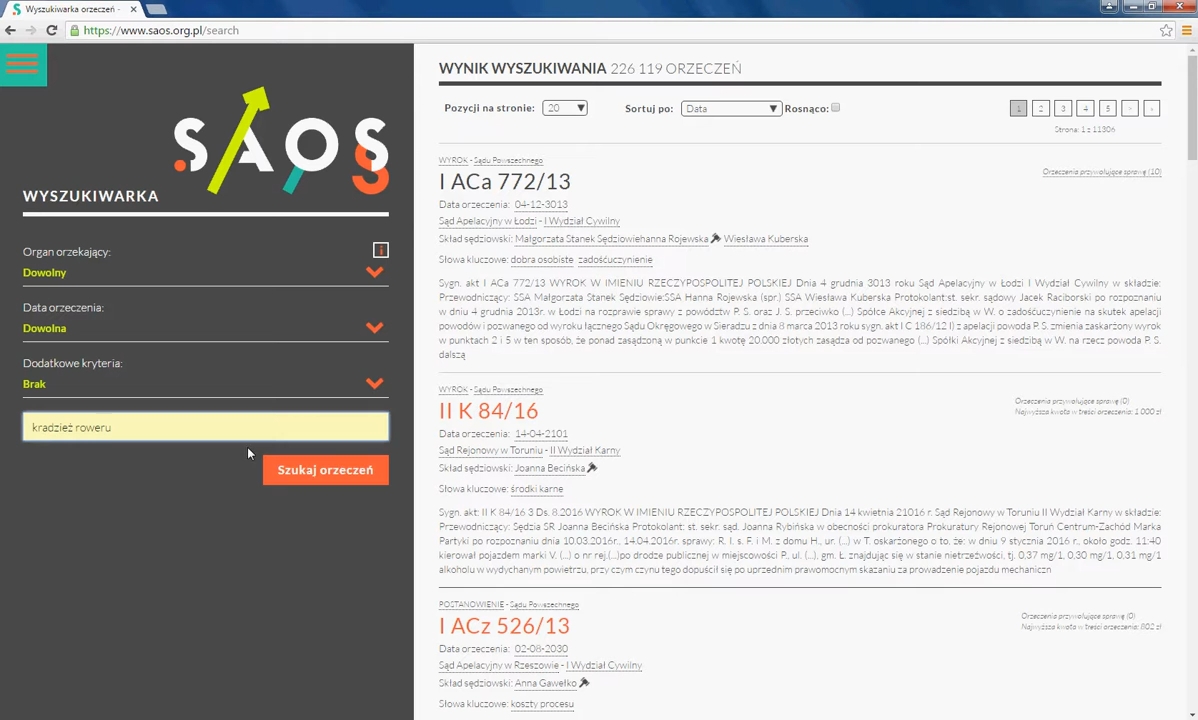 Wyszukiwarka orzeczeń -
https://www.saos.org.pl/search
SAOS
WYSZUKIWARKA
Organ orzekający:
i
Dowolny
Data orzeczenia:
Dowolna
Dodatkowe kryteria:
Brak
kradzież roweru
Szukaj orzeczeń
WYNIK WYSZUKIWANIA 226 119 ORZECZEŃ
Pozycji na stronie: 20 Sortuj po: Data Rosnąco: 1 2 3 4 5 › »
Strona: 1 z 11306
WYROK - Sądu Powszechnego
Orzeczenia przywołujące sprawę (10)
I ACa 772/13
Data orzeczenia: 04-12-3013
Sąd Apelacyjny w Łodzi - I Wydział Cywilny
Skład sędziowski: Małgorzata Stanek Sędziowiehanna Rojewska Wiesława Kuberska
Słowa kluczowe: dobra osobiste zadośćuczynienie
Sygn. akt I ACa 772/13 WYROK W IMIENIU RZECZYPOSPOLITEJ POLSKIEJ Dnia 4 grudnia 3013 roku Sąd Apelacyjny w Łodzi I Wydział Cywilny w składzie:
Przewodniczący: SSA Małgorzata Stanek Sędziowie:SSA Hanna Rojewska (spr.) SSA Wiesława Kuberska Protokolant:st. sekr. sądowy Jacek Raciborski po rozpoznaniu
w dniu 4 grudnia 2013r. w Łodzi na rozprawie sprawy z powództw P. S. oraz J. S. przeciwko (...) Spółce Akcyjnej z siedzibą w W. o zadośćuczynienie na skutek apelacji
powodów i pozwanego od wyroku łącznego Sądu Okręgowego w Sieradzu z dnia 8 marca 2013 roku sygn. akt I C 186/12 I) z apelacji powoda P. S. zmienia zaskarżony wyrok
w punktach 2 i 5 w ten sposób, że ponad zasądzoną w punkcie 1 kwotę 20.000 złotych zasądza od pozwanego (...) Spółki Akcyjnej z siedzibą w W. na rzecz powoda P. S.
dalszą
WYROK - Sądu Powszechnego
Orzeczenia przywołujące sprawę (0)
II K 84/16
Najwyższa kwota w treści orzeczenia: 1 000 zł
Data orzeczenia: 14-04-2101
Sąd Rejonowy w Toruniu - II Wydział Karny
Skład sędziowski: Joanna Becińska
Słowa kluczowe: środki karne
Sygn. akt: II K 84/16 3 Ds. 8.2016 WYROK W IMIENIU RZECZYPOSPOLITEJ POLSKIEJ Dnia 14 kwietnia 21016 r. Sąd Rejonowy w Toruniu II Wydział Karny w składzie:
Przewodniczący: Sędzia SR Joanna Becińska Protokolant: st. sekr. sąd. Joanna Rybińska w obecności prokuratora Prokuratury Rejonowej Toruń Centrum-Zachód Marka
Partyki po rozpoznaniu dnia 10.03.2016r., 14.04.2016r. sprawy: R. I. s. F. i M. z domu H., ur. (...) w T. oskarżonego o to, że: w dniu 9 stycznia 2016 r., około godz. 11:40
kierował pojazdem marki V. (...) o nr rej.(...)po drodze publicznej w miejscowości P., ul. (...), gm. Ł. znajdując się w stanie nietrzeźwości, tj. 0,37 mg/1, 0,30 mg/1, 0,31 mg/1
alkoholu w wydychanym powietrzu, przy czym czynu tego dopuścił się po uprzednim prawomocnym skazaniu za prowadzenie pojazdu mechaniczn
POSTANOWIENIE - Sądu Powszechnego
Orzeczenia przywołujące sprawę (0)
I ACz 526/13
Najwyższa kwota w treści orzeczenia: 802 zł
Data orzeczenia: 02-08-2030
Sąd Apelacyjny w Rzeszowie - I Wydział Cywilny
Skład sędziowski: Anna Gawełko
Słowa kluczowe: koszty procesu